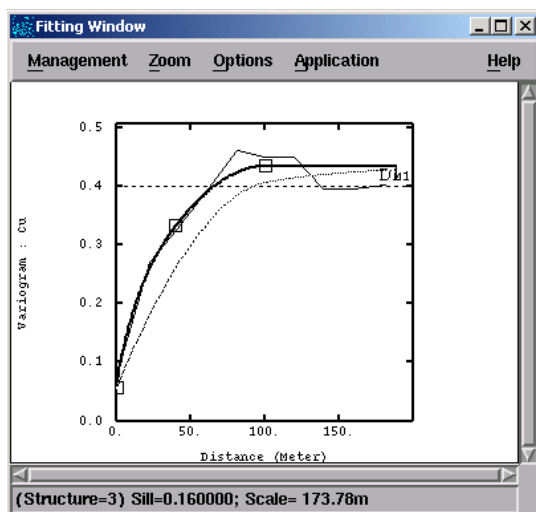 Fitting Window
Management Zoom Options Application Help
0.5
0.4
0.3
0.2
0.1
0.0
Variogram : Cu
0. 50. 100. 150.
Distance (Meter)
(Structure=3) Sill=0.160000; Scale= 173.78m